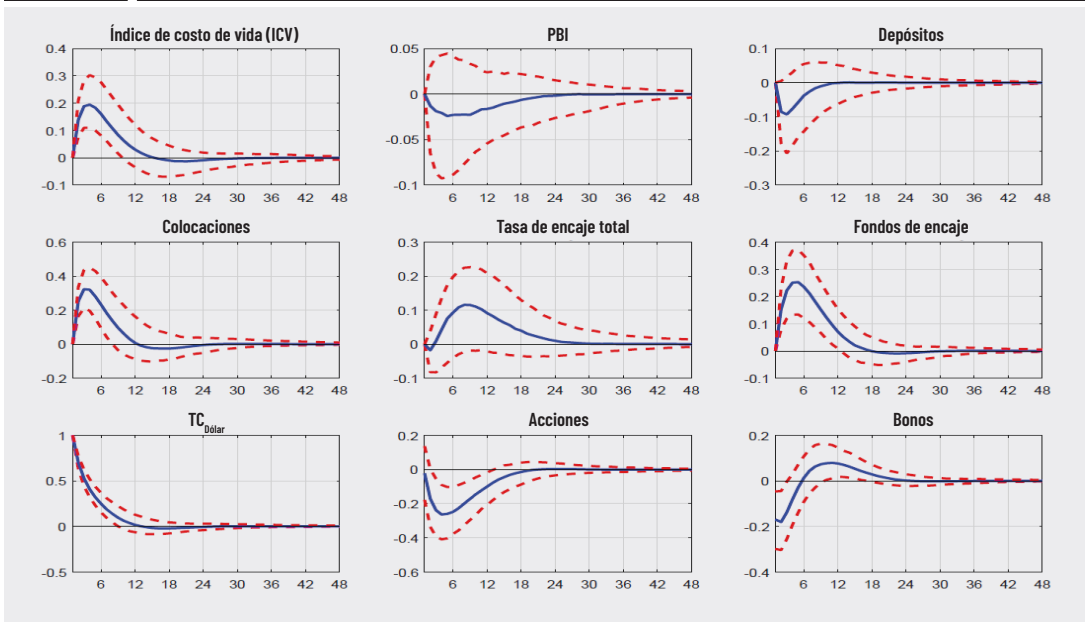 Índice de costo de vida (ICV)
0.4
0.3
0.2
0.1
0
-0.1
6 12 18 24 30 36 42 48
PBI
0.05
0
-0.05
-0.1
6 12 18 24 30 36 42 48
Depósitos
0.1
0
-0.1
-0.2
-0.3
6 12 18 24 30 36 42 48
Colocaciones
0.6
0.4
0.2
0
-0.2
6 12 18 24 30 36 42 48
Tasa de encaje total
0.3
0.2
0.1
0
-0.1
6 12 18 24 30 36 42 48
Fondos de encaje
0.4
0.3
0.2
0.1
0
-0.1
6 12 18 24 30 36 42 48
TC Dólar
1
0.5
0
-0.5
6 12 18 24 30 36 42 48
Acciones
0.2
0
-0.2
-0.4
-0.6
6 12 18 24 30 36 42 48
Bonos
0.2
0
-0.2
-0.4
6 12 18 24 30 36 42 48